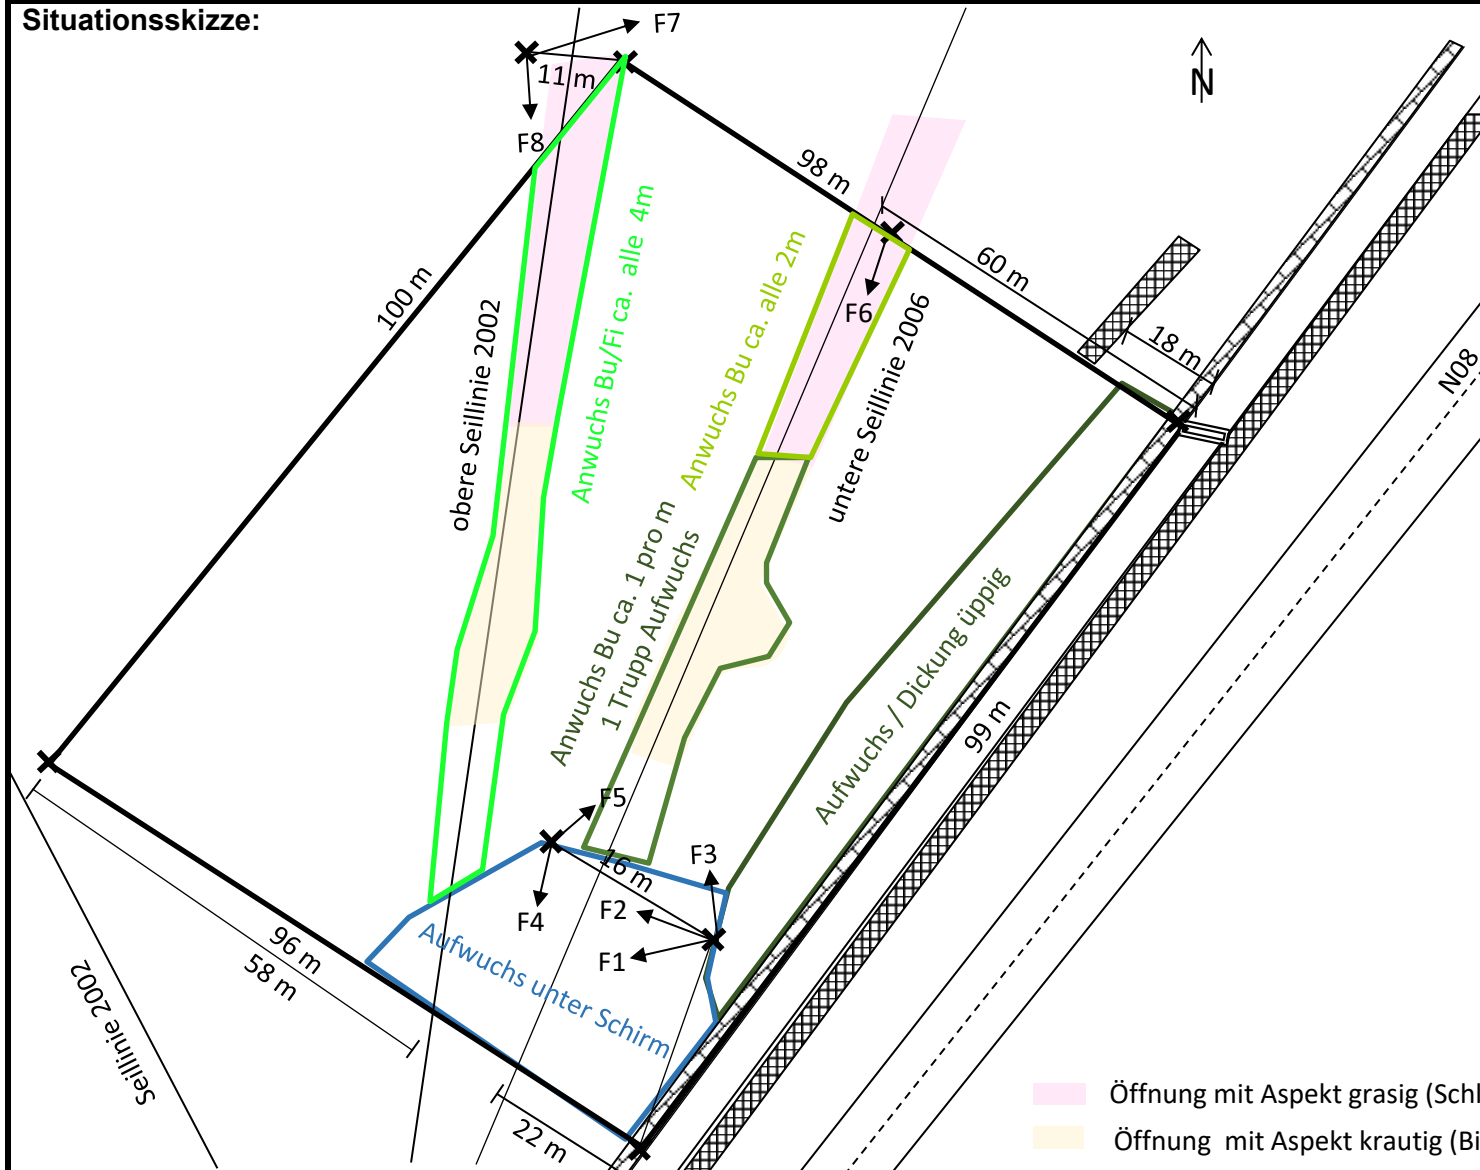 Situationsskizze:
F7
11 m
F8
N
98 m
60 m
18 m
N08
100 m
obere Seillinie 2002
Anwuchs Bu/Fi ca. alle 4m
Anwuchs Bu ca. alle 2m
F6
untere Seillinie 2006
Anwuchs Bu ca. 1 pro m
1 Trupp Aufwuchs
Aufwuchs / Dickung üppig
99 m
F5
16 m
F3
F4
F2
F1
Aufwuchs unter Schirm
96 m
58 m
Seillinie 2002
22 m
Öffnung mit Aspekt grasig (Schl
Öffnung mit Aspekt krautig (Bi